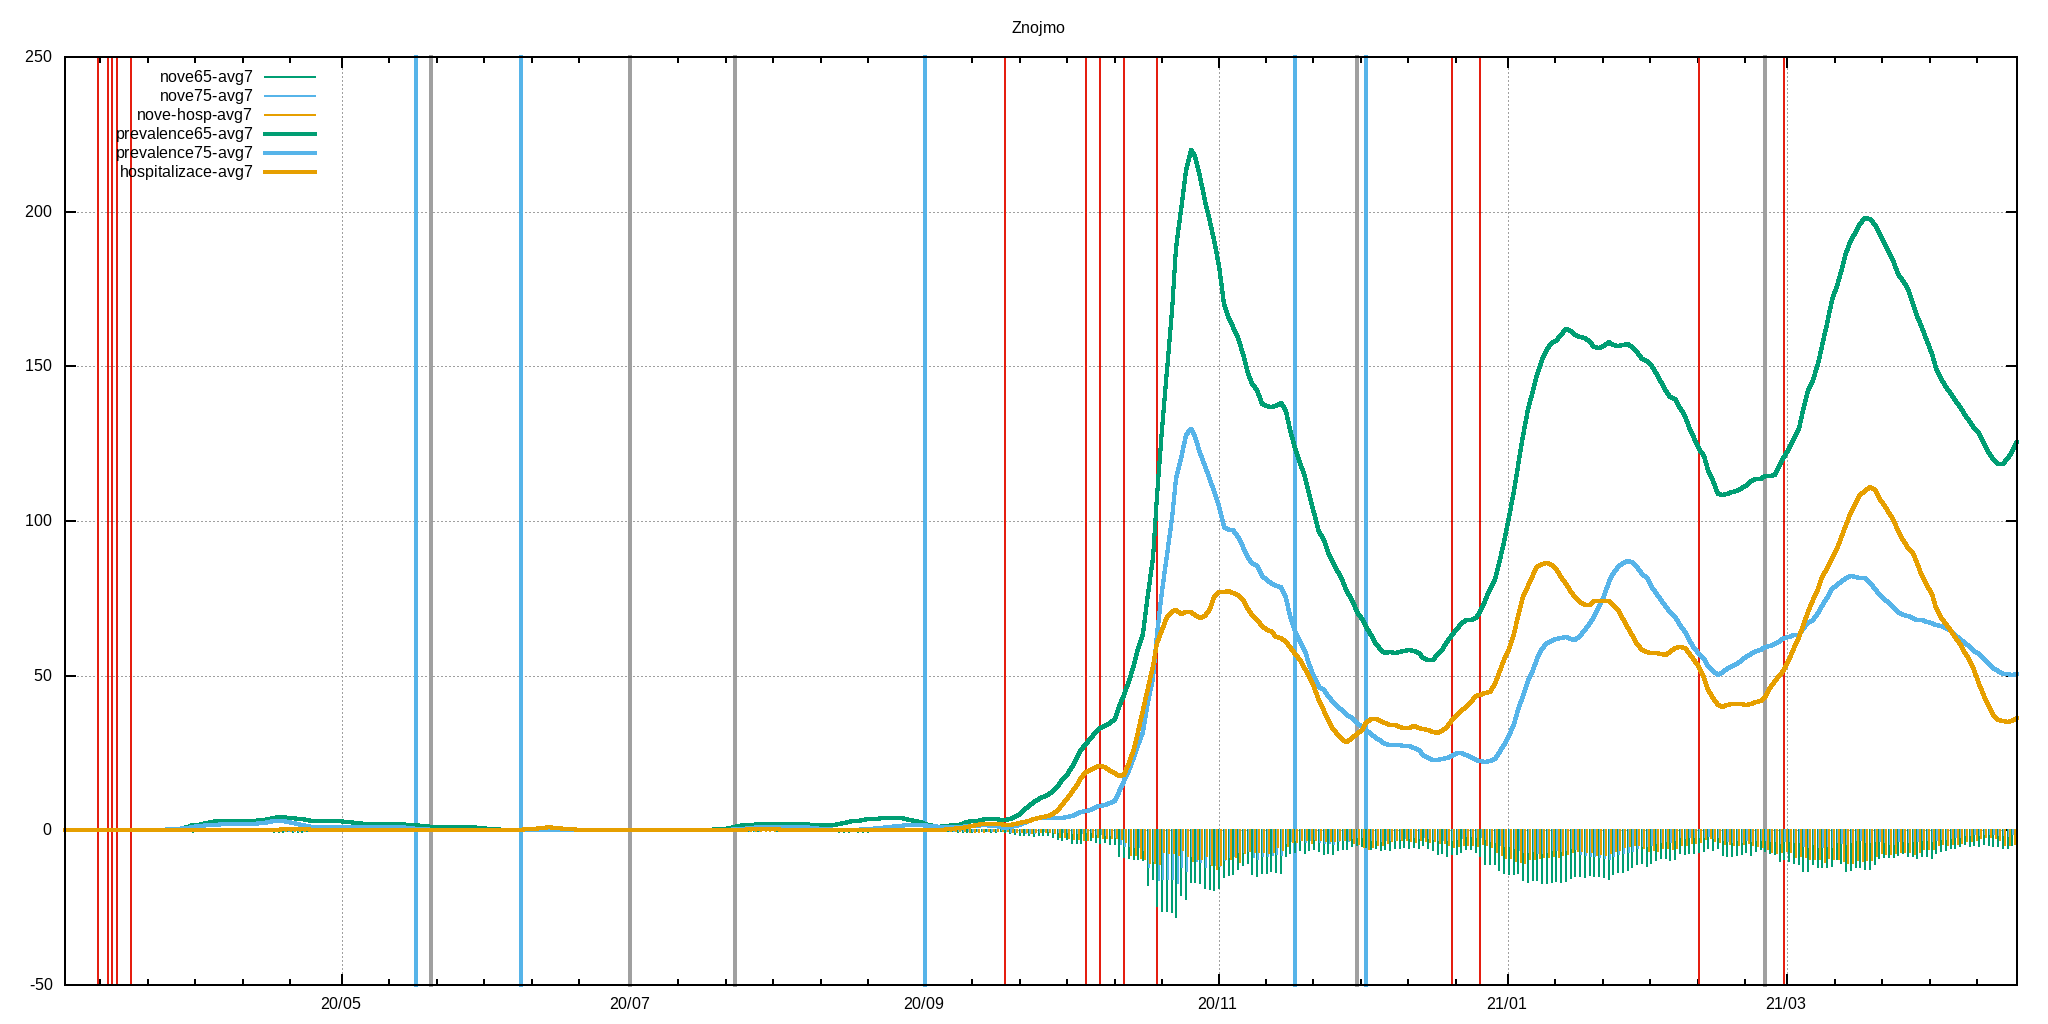 Znojmo
250
nove65-avg7
nove75-avg7
nove-hosp-avg7
prevalence65-avg7
prevalence75-avg7
hospitalizace-avg7
200
150
100
50
0
-50
20/05 20/07 20/09 20/11 21/01 21/03